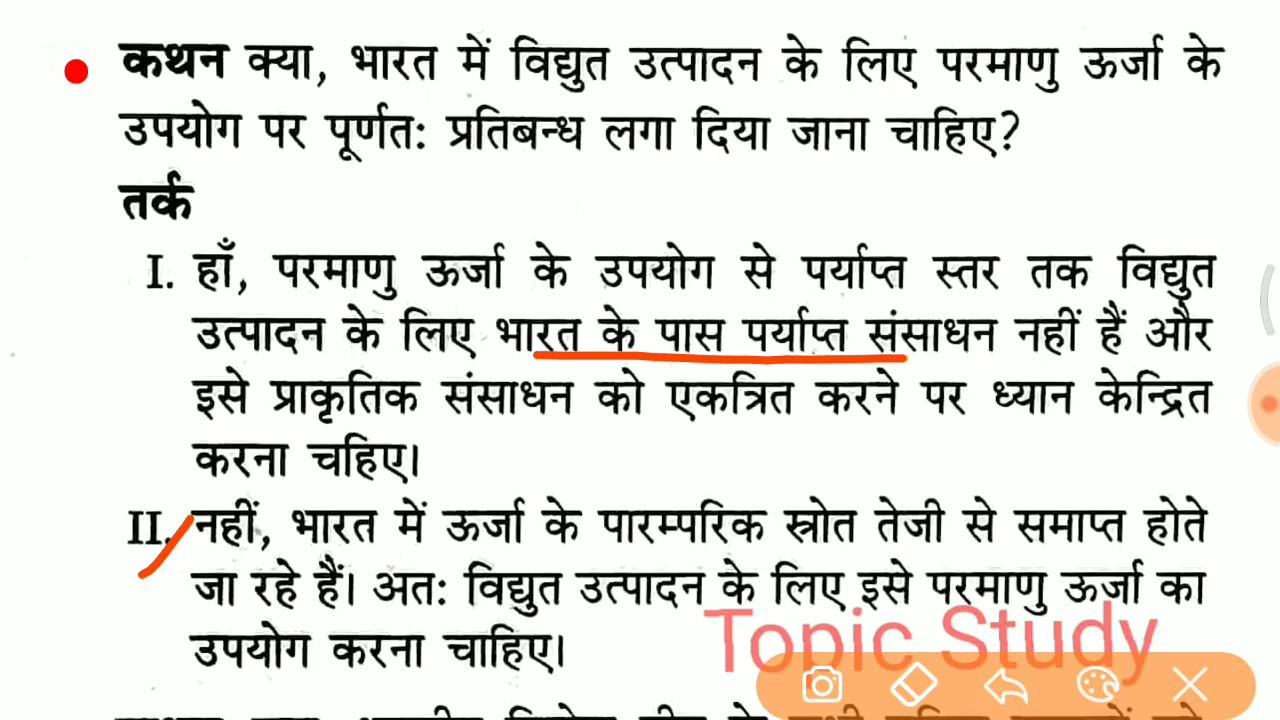 कथन क्या, भारत में विद्युत उत्पादन के लिए परमाणु ऊर्जा के
उपयोग पर पूर्णत: प्रतिबन्ध लगा दिया जाना चाहिए?
तर्क
I. हाँ, परमाणु ऊर्जा के उपयोग से पर्याप्त स्तर तक विद्युत
उत्पादन के लिए भारत के पास पर्याप्त संसाधन नहीं हैं और
इसे प्राकृतिक संसाधन को एकत्रित करने पर ध्यान केन्द्रित
करना चहिए।
II. नहीं, भारत में ऊर्जा के पारम्परिक स्रोत तेजी से समाप्त होते
जा रहे हैं। अत: विद्युत उत्पादन के लिए इसे परमाणु ऊर्जा का
उपयोग करना चाहिए।
Topic Study